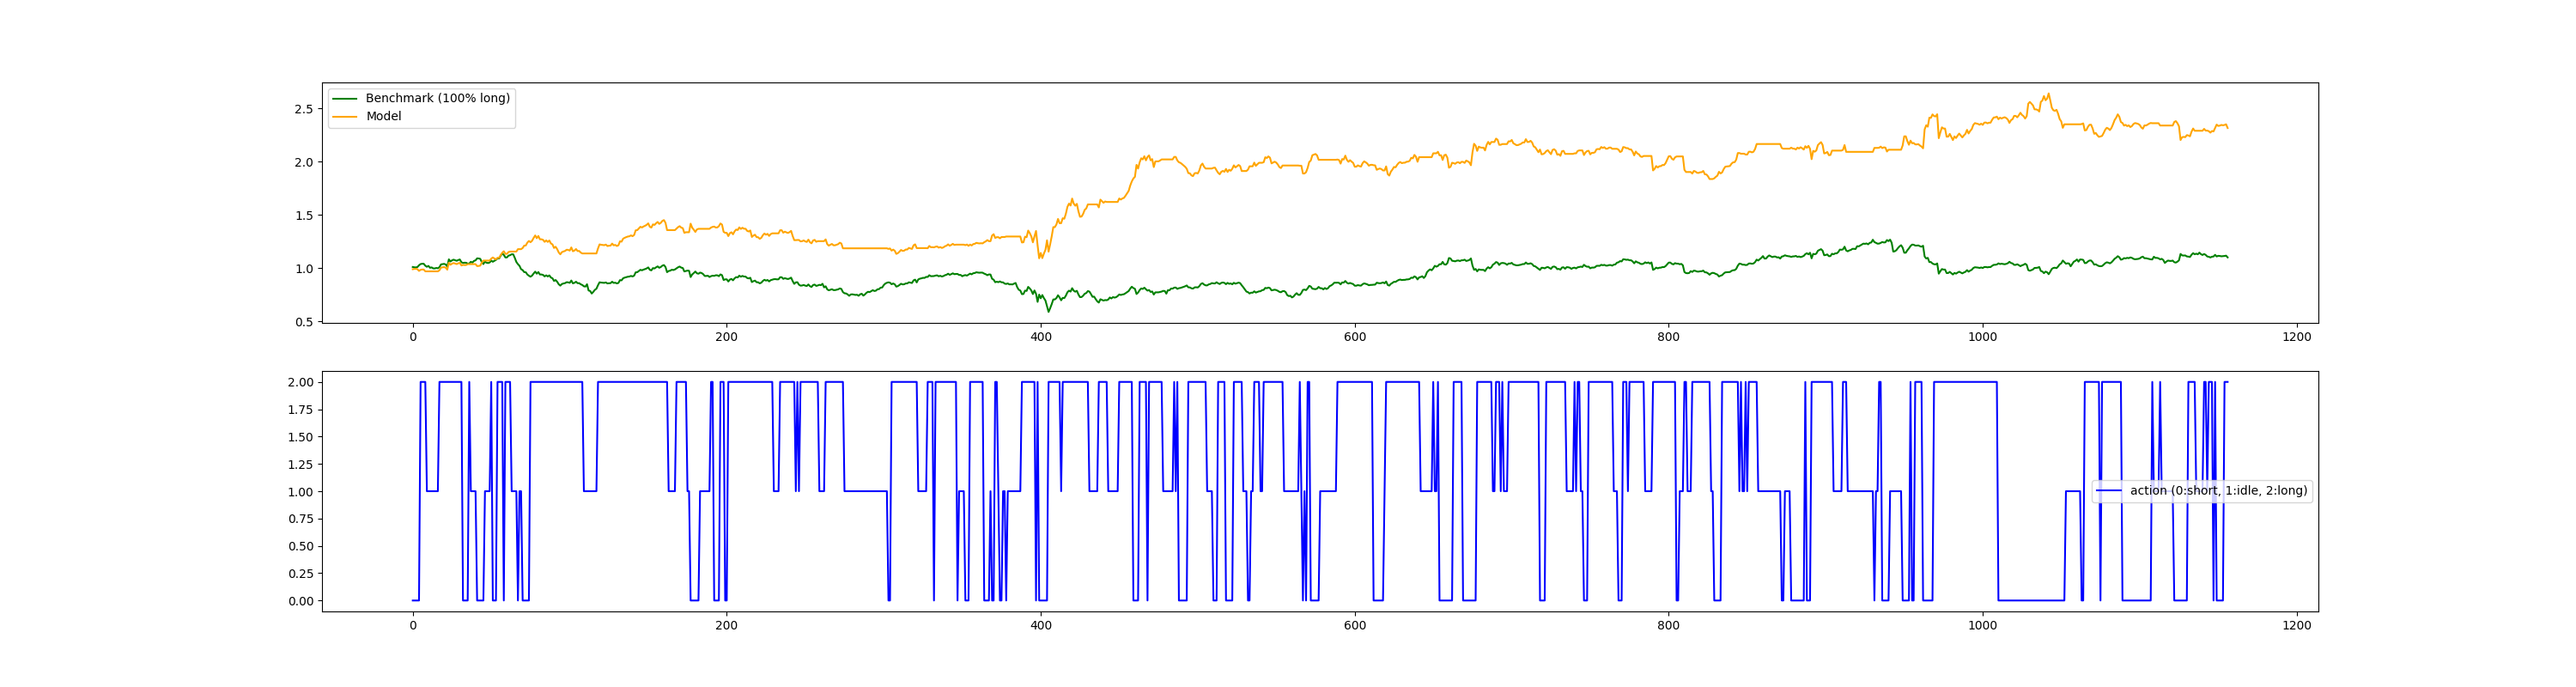 Benchmark (100% long)
Model
2.5
2.0
1.5
1.0
0.5
0 200 400 600 800 1000 1200
2.00
1.75
1.50
1.25
1.00
0.75
0.50
0.25
0.00
action (0:short, 1:idle, 2:long)
0 200 400 600 800 1000 1200